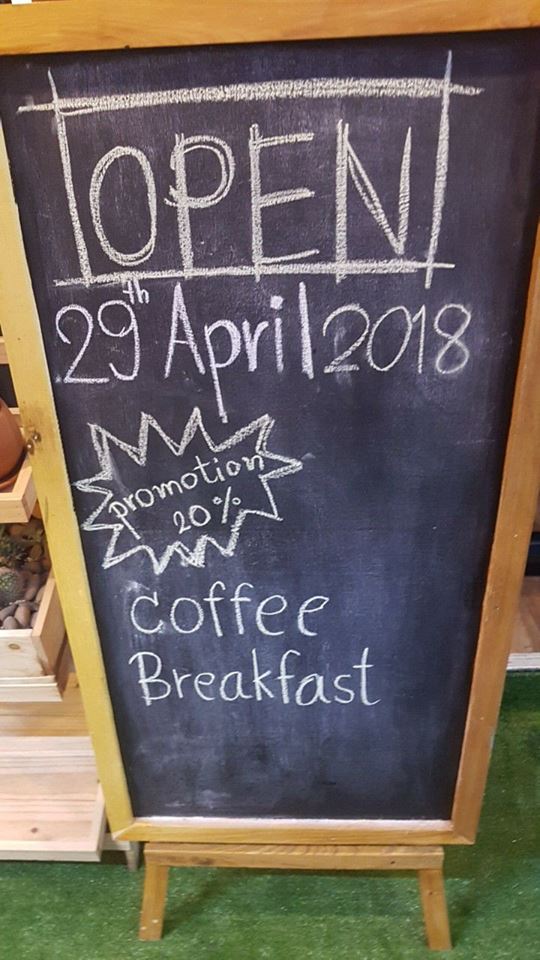 OPEN
29th April 2018
promotion
20%
coffee
Breakfast